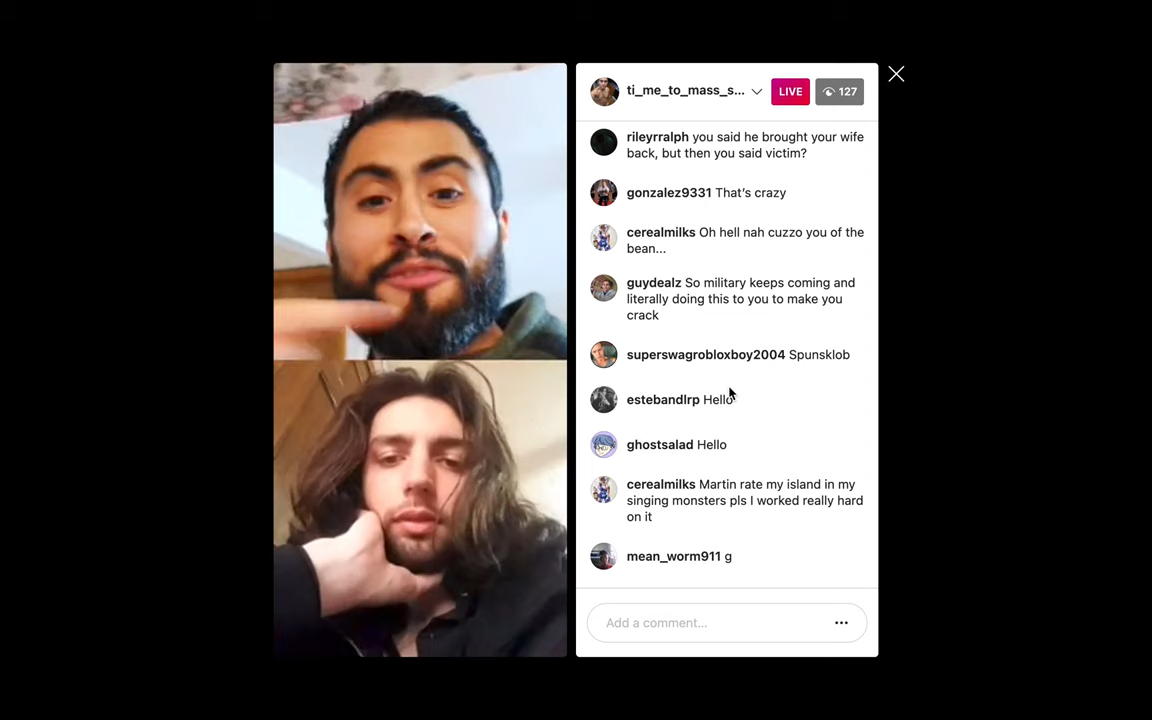 ti_me_to_mass_s...
LIVE
127
rileyrralph you said he brought your wife
back, but then you said victim?
gonzalez9331 That's crazy
cerealmilks Oh hell nah cuzzo you of the
bean...
guydealz So military keeps coming and
literally doing this to you to make you
crack
superswagrobloxboy2004 Spunsklob
estebandlrp Hello
ghostsalad Hello
cerealmilks Martin rate my island in my
singing monsters pls I worked really hard
on it
mean_worm911 g
Add a comment...